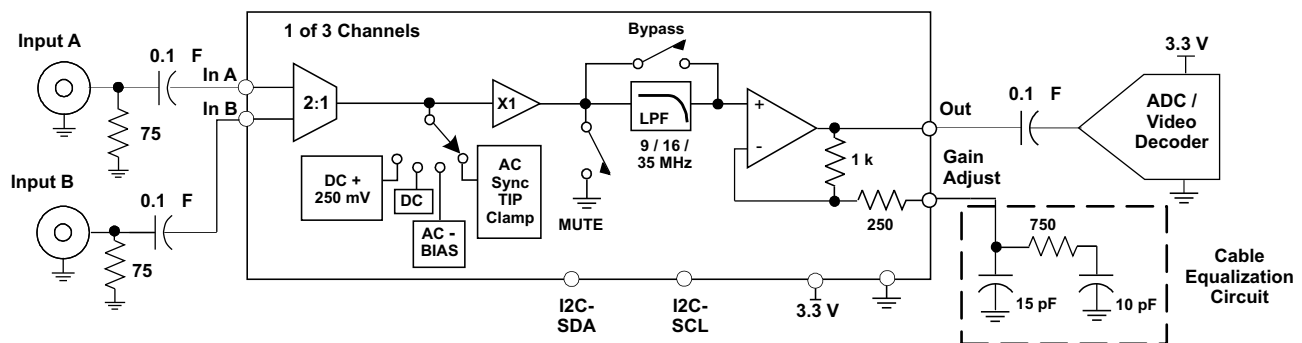 1 of 3 Channels
Bypass
Input A
0.1 F
In A
In B
2:1
X1
LPF
9 / 16 /
35 MHz
+
-
Out
0.1 F
3.3 V
ADC /
Video
Decoder
75
1 k
Gain
Adjust
250
DC +
250 mV
DC
AC -
BIAS
AC
Sync
TIP
Clamp
MUTE
Input B
0.1 F
75
750
15 pF
10 pF
Cable
Equalization
Circuit
I2C-
SDA
I2C-
SCL
3.3 V